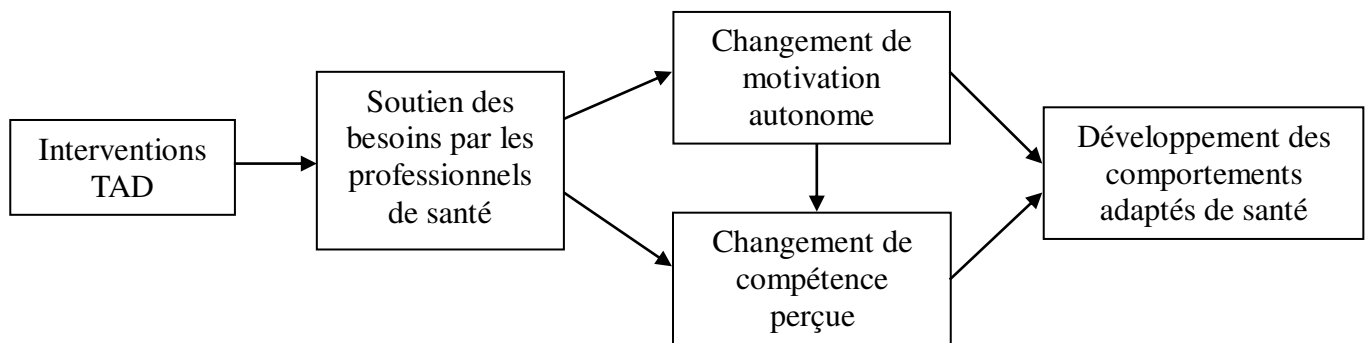 Interventions
TAD
Soutien des
besoins par les
professionnels
de santé
Changement de
motivation
autonome
Changement de
compétence
perçue
Développement des
comportements
adaptés de santé